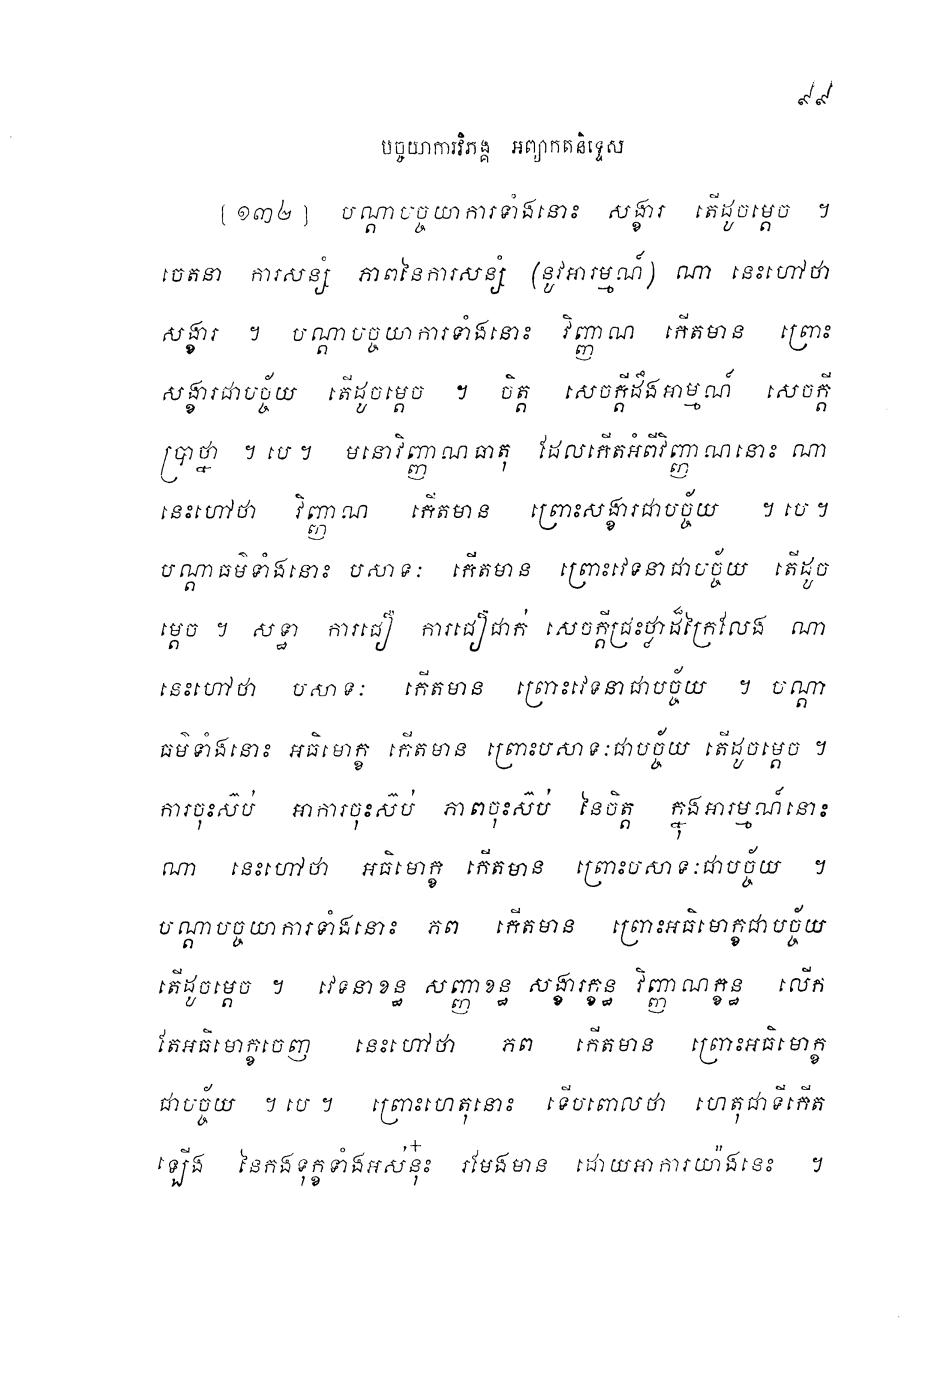 ៩៩
បច្ចយាការវិភង្គ អព្យាកតនិទ្ទេស
[១៣២] បណ្តាបច្ចយាការទាំងនោះ សង្ខារ តើដូចម្តេច ។
ចេតនា ការសន្សំ ភាពនៃការសន្សំ (នូវអារម្មណ៍) ណា នេះហៅថា
សង្ខារ ។ បណ្តាបច្ចយាការទាំងនោះ វិញ្ញាណ កើតមាន ព្រោះ
សង្ខារជាបច្ច័យ តើដូចម្តេច ។ ចិត្ត សេចក្តីដឹងអារម្មណ៍ សេចក្តី
ប្រាថ្នា ។ បេ ។ មនោវិញ្ញាណធាតុ ដែលកើតអំពីវិញ្ញាណនោះ ណា
នេះហៅថា វិញ្ញាណ កើតមាន ព្រោះសង្ខារជាបច្ច័យ ។ បេ ។
បណ្តាធម៌ទាំងនោះ បសាទៈ កើតមាន ព្រោះវេទនាជាបច្ច័យ តើដូច
ម្តេច ។ សទ្ធា ការជឿ ការជឿជាក់ សេចក្តីជ្រះថ្លាដ៏ក្រៃលែង ណា
នេះហៅថា បសាទៈ កើតមាន ព្រោះវេទនាជាបច្ច័យ ។ បណ្តា
ធម៌ទាំងនោះ អធិមោក្ខ កើតមាន ព្រោះបសាទៈជាបច្ច័យ តើដូចម្តេច ។
ការចុះស៊ប់ អាការចុះស៊ប់ ភាពចុះស៊ប់ នៃចិត្ត ក្នុងអារម្មណ៍នោះ
ណា នេះហៅថា អធិមោក្ខ កើតមាន ព្រោះបសាទៈជាបច្ច័យ ។
បណ្តាបច្ចយាការទាំងនោះ ភព កើតមាន ព្រោះអធិមោក្ខជាបច្ច័យ
តើដូចម្តេច ។ វេទនាខន្ធ សញ្ញាខន្ធ សង្ខារក្ខន្ធ វិញ្ញាណក្ខន្ធ លើក
តែអធិមោក្ខចេញ នេះហៅថា ភព កើតមាន ព្រោះអធិមោក្ខ
ជាបច្ច័យ ។ បេ ។ ព្រោះហេតុនោះ ទើបពោលថា ហេតុជាទីកើត
ឡើង នៃកងទុក្ខទាំងអស់នុ៎ះ រមែងមាន ដោយអាការយ៉ាងនេះ ។